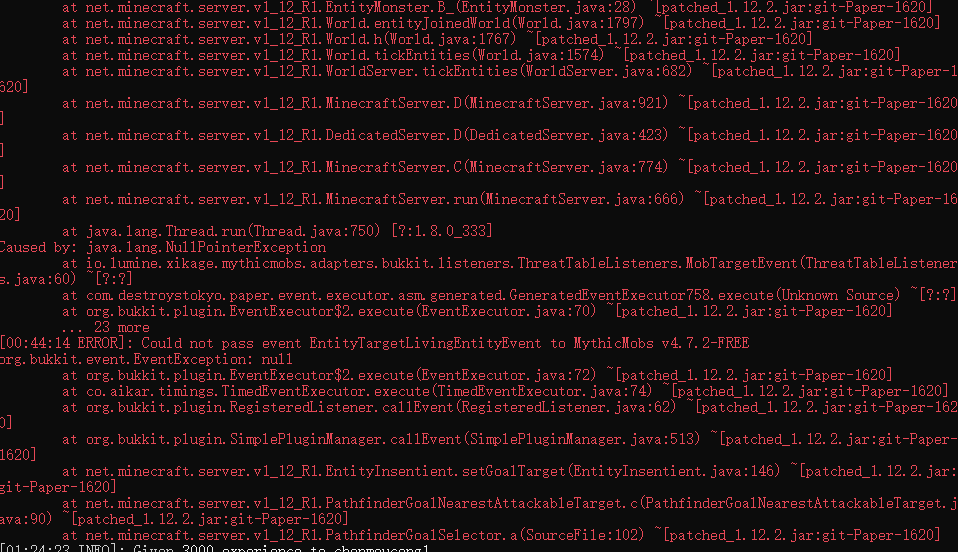 at net.minecraft.server.v1_12_R1.EntityMonster.B_(EntityMonster.java:28) ~[patched_1.12.2.jar:git-Paper-1620]
at net.minecraft.server.v1_12_R1.World.entityJoinedWorld(World.java:1797) ~[patched_1.12.2.jar:git-Paper-1620]
at net.minecraft.server.v1_12_R1.World.h(World.java:1767) ~[patched_1.12.2.jar:git-Paper-1620]
at net.minecraft.server.v1_12_R1.World.tickEntities(World.java:1574) ~[patched_1.12.2.jar:git-Paper-1620]
at net.minecraft.server.v1_12_R1.WorldServer.tickEntities(WorldServer.java:682) ~[patched_1.12.2.jar:git-Paper-1
620]
at net.minecraft.server.v1_12_R1.MinecraftServer.D(MinecraftServer.java:921) ~[patched_1.12.2.jar:git-Paper-1620
]
at net.minecraft.server.v1_12_R1.DedicatedServer.D(DedicatedServer.java:423) ~[patched_1.12.2.jar:git-Paper-1620
]
at net.minecraft.server.v1_12_R1.MinecraftServer.C(MinecraftServer.java:774) ~[patched_1.12.2.jar:git-Paper-1620
]
at net.minecraft.server.v1_12_R1.MinecraftServer.run(MinecraftServer.java:666) ~[patched_1.12.2.jar:git-Paper-16
20]
at java.lang.Thread.run(Thread.java:750) [?:1.8.0_333]
Caused by: java.lang.NullPointerException
at io.lumine.xikage.mythicmobs.adapters.bukkit.listeners.ThreatTableListeners.MobTargetEvent(ThreatTableListener
s.java:60) ~[?:?]
at com.destroystokyo.paper.event.executor.asm.generated.GeneratedEventExecutor758.execute(Unknown Source) ~[?:?]
at org.bukkit.plugin.EventExecutor$2.execute(EventExecutor.java:70) ~[patched_1.12.2.jar:git-Paper-1620]
... 23 more
[00:44:14 ERROR]: Could not pass event EntityTargetLivingEntityEvent to MythicMobs v4.7.2-FREE
org.bukkit.event.EventException: null
at org.bukkit.plugin.EventExecutor$2.execute(EventExecutor.java:72) ~[patched_1.12.2.jar:git-Paper-1620]
at co.aikar.timings.TimedEventExecutor.execute(TimedEventExecutor.java:74) ~[patched_1.12.2.jar:git-Paper-1620]
at org.bukkit.plugin.RegisteredListener.callEvent(RegisteredListener.java:62) ~[patched_1.12.2.jar:git-Paper-162
0]
at org.bukkit.plugin.SimplePluginManager.callEvent(SimplePluginManager.java:513) ~[patched_1.12.2.jar:git-Paper-
1620]
at net.minecraft.server.v1_12_R1.EntityInsentient.setGoalTarget(EntityInsentient.java:146) ~[patched_1.12.2.jar:
git-Paper-1620]
at net.minecraft.server.v1_12_R1.PathfinderGoalNearestAttackableTarget.c(PathfinderGoalNearestAttackableTarget.j
ava:90) ~[patched_1.12.2.jar:git-Paper-1620]
at net.minecraft.server.v1_12_R1.PathfinderGoalSelector.a(SourceFile:102) ~[patched_1.12.2.jar:git-Paper-1620]
[01:24:23 INFO]: Given 3000 experience to